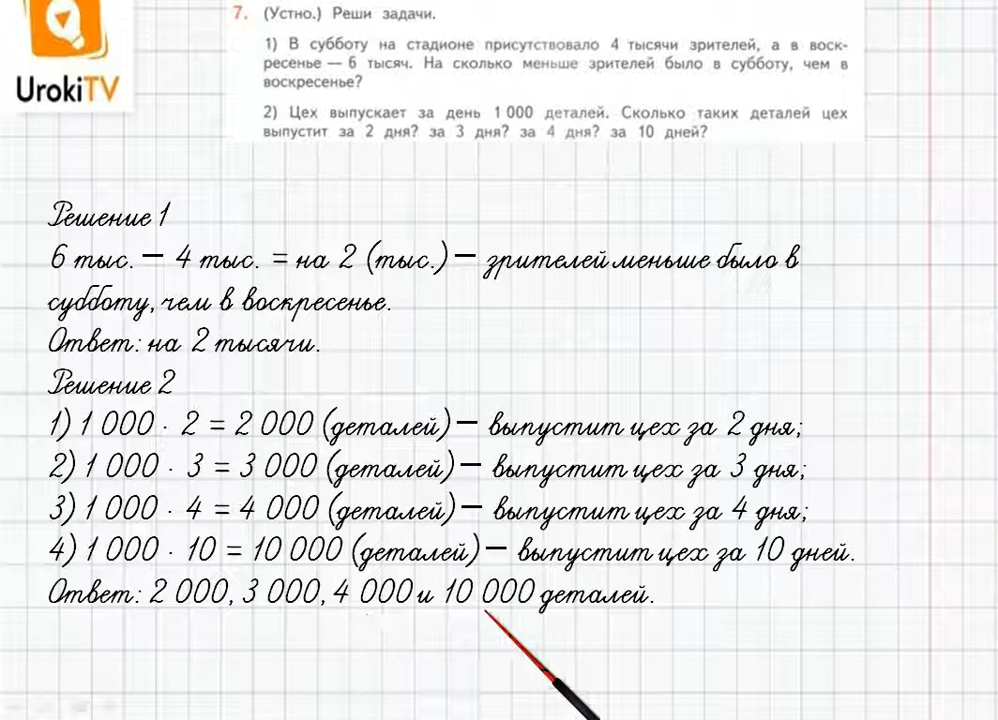 7. (Устно.) Реши задачи.
1) В субботу на стадионе присутствовало 4 тысячи зрителей, а в воск-
ресенье — 6 тысяч. На сколько меньше зрителей было в субботу, чем в
воскресенье?
2) Цех выпускает за день 1 000 деталей. Сколько таких деталей цех
выпустит за 2 дня? за 3 дня? за 4 дня? за 10 дней?
UrokiTV
Решение 1
6 тыс. – 4 тыс. = на 2 (тыс.) – зрителей меньше было в
субботу, чем в воскресенье.
Ответ: на 2 тысячи.
Решение 2
1) 1 000 · 2 = 2 000 (деталей) – выпустит цех за 2 дня;
2) 1 000 · 3 = 3 000 (деталей) – выпустит цех за 3 дня;
3) 1 000 · 4 = 4 000 (деталей) – выпустит цех за 4 дня;
4) 1 000 · 10 = 10 000 (деталей) – выпустит цех за 10 дней.
Ответ: 2 000, 3 000, 4 000 и 10 000 деталей.